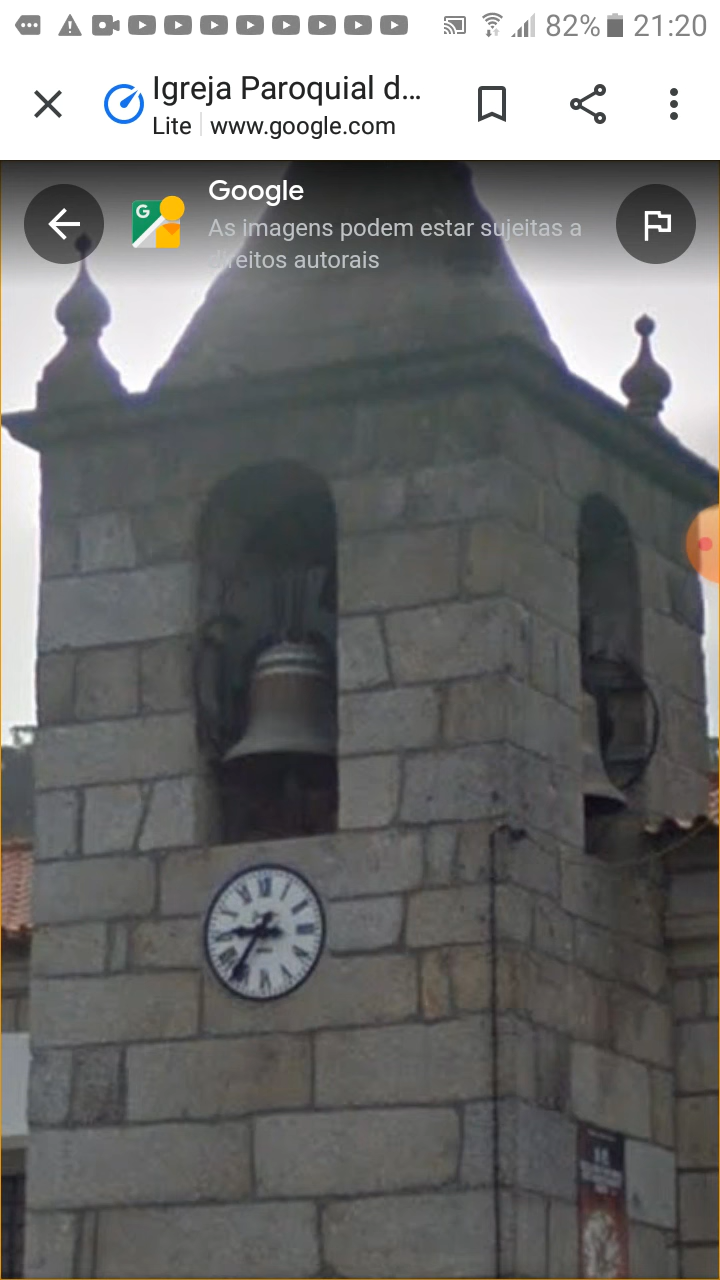 82% 21:20
Igreja Paroquial d...
Lite www.google.com
Google
G
As imagens podem estar sujeitas a
direitos autorais